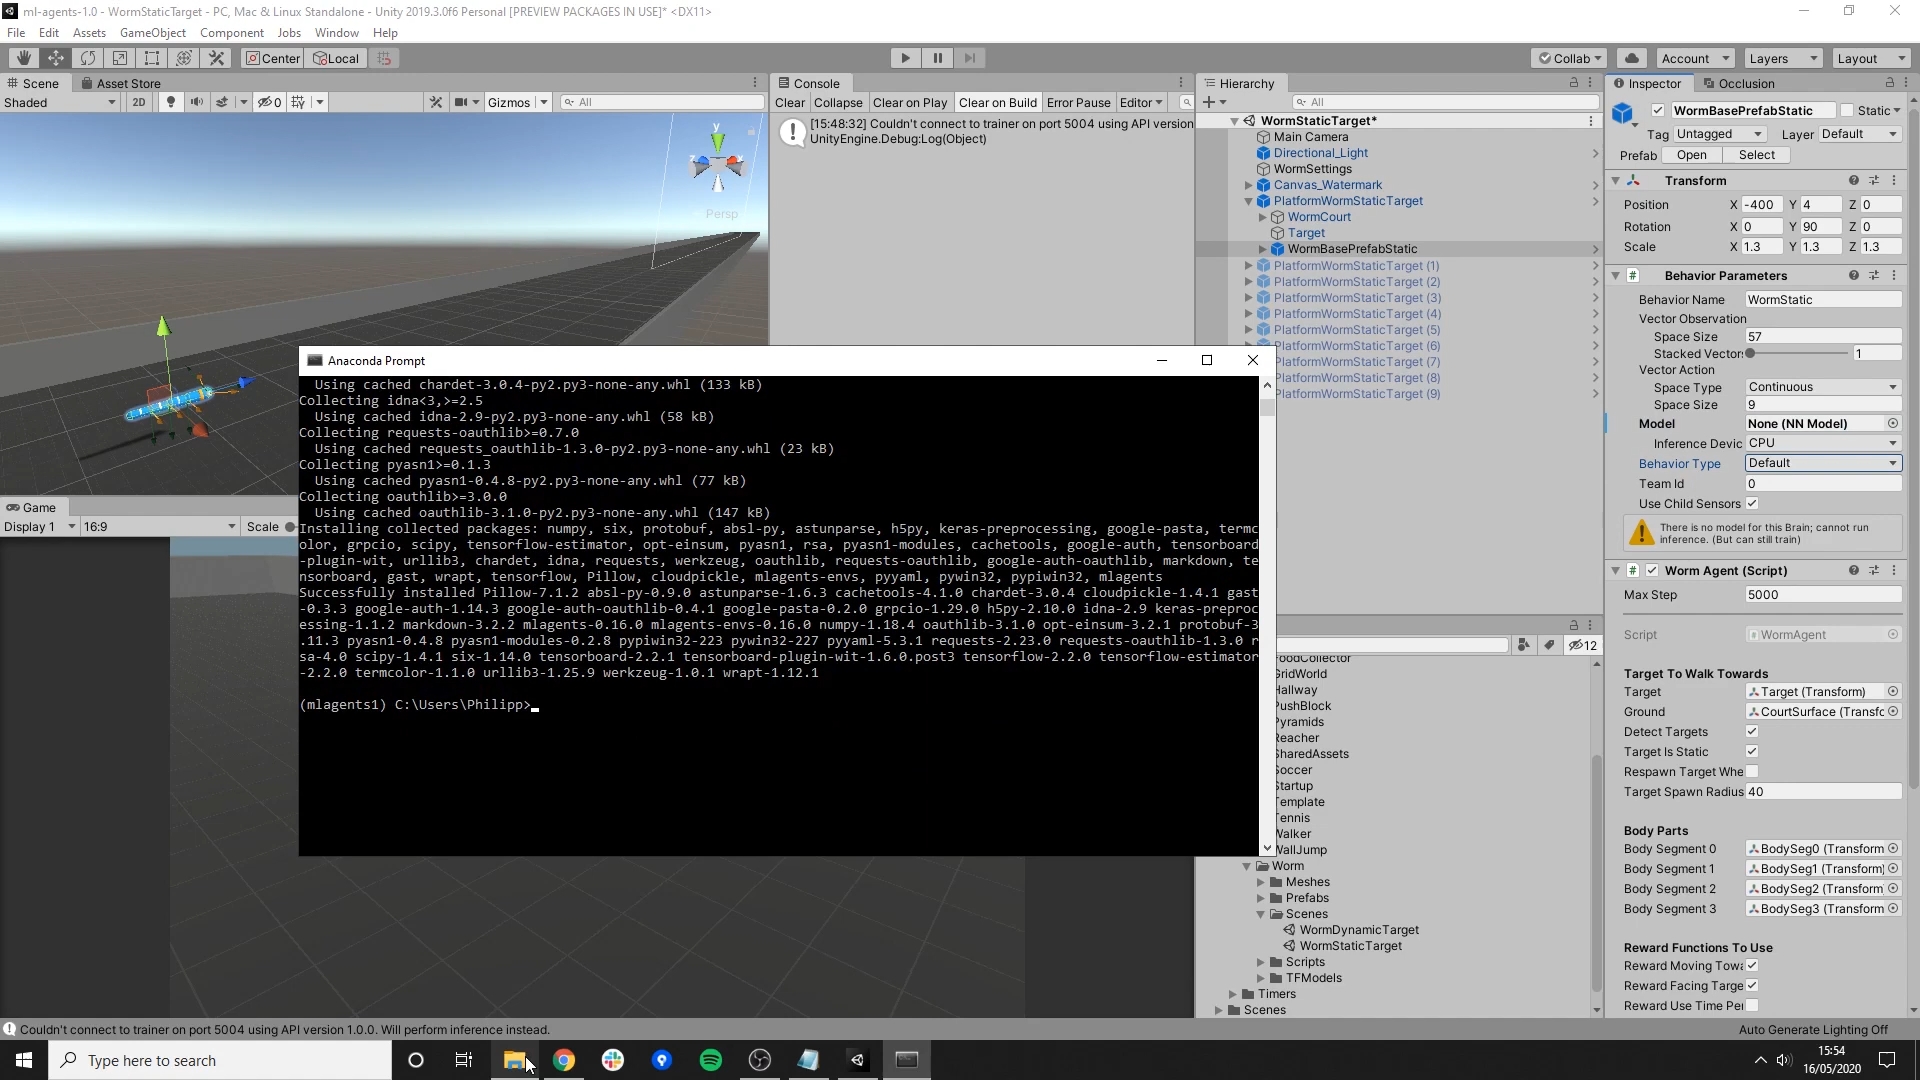 ml-agents-1.0 - WormStaticTarget - PC, Mac & Linux Standalone - Unity 2019.3.0f6 Personal [PREVIEW PACKAGES IN USE]* <DX11>
File Edit Assets GameObject Component Jobs Window Help
Center Local Collab Account Layers Layout
Scene Asset Store
Shaded 2D 0 Gizmos All
y
z x
Persp
Console
Clear Collapse Clear on Play Clear on Build Error Pause Editor
[15:48:32] Couldn't connect to trainer on port 5004 using API version
UnityEngine.Debug:Log(Object)
Hierarchy
All
WormStaticTarget*
Main Camera
Directional_Light
WormSettings
Canvas_Watermark
PlatformWormStaticTarget
WormCourt
Target
WormBasePrefabStatic
PlatformWormStaticTarget (1)
PlatformWormStaticTarget (2)
PlatformWormStaticTarget (3)
PlatformWormStaticTarget (4)
PlatformWormStaticTarget (5)
PlatformWormStaticTarget (6)
PlatformWormStaticTarget (7)
PlatformWormStaticTarget (8)
PlatformWormStaticTarget (9)
Inspector Occlusion
WormBasePrefabStatic Static
Tag Untagged Layer Default
Prefab Open Select
Transform
Position X -400 Y 4 Z 0
Rotation X 0 Y 90 Z 0
Scale X 1.3 Y 1.3 Z 1.3
Behavior Parameters
Behavior Name WormStatic
Vector Observation
Space Size 57
Stacked Vectors 1
Vector Action
Space Type Continuous
Space Size 9
Model None (NN Model)
Inference Devic CPU
Behavior Type Default
Team Id 0
Use Child Sensors
There is no model for this Brain; cannot run
inference. (But can still train)
Worm Agent (Script)
Max Step 5000
Script WormAgent
Target To Walk Towards
Target Target (Transform)
Ground CourtSurface (Transfc
Detect Targets
Target Is Static
Respawn Target Whe
Target Spawn Radius 40
Body Parts
Body Segment 0 BodySeg0 (Transform
Body Segment 1 BodySeg1 (Transform)
Body Segment 2 BodySeg2 (Transform
Body Segment 3 BodySeg3 (Transform
Reward Functions To Use
Reward Moving Towa
Reward Facing Targe
Reward Use Time Per
Anaconda Prompt
Using cached chardet-3.0.4-py2.py3-none-any.whl (133 kB)
Collecting idna<3,>=2.5
Using cached idna-2.9-py2.py3-none-any.whl (58 kB)
Collecting requests-oauthlib>=0.7.0
Using cached requests_oauthlib-1.3.0-py2.py3-none-any.whl (23 kB)
Collecting pyasn1>=0.1.3
Using cached pyasn1-0.4.8-py2.py3-none-any.whl (77 kB)
Collecting oauthlib>=3.0.0
Using cached oauthlib-3.1.0-py2.py3-none-any.whl (147 kB)
Installing collected packages: numpy, six, protobuf, absl-py, astunparse, h5py, keras-preprocessing, google-pasta, termc
olor, grpcio, scipy, tensorflow-estimator, opt-einsum, pyasn1, rsa, pyasn1-modules, cachetools, google-auth, tensorboard
-plugin-wit, urllib3, chardet, idna, requests, werkzeug, oauthlib, requests-oauthlib, google-auth-oauthlib, markdown, te
nsorboard, gast, wrapt, tensorflow, Pillow, cloudpickle, mlagents-envs, pyyaml, pywin32, pypiwin32, mlagents
Successfully installed Pillow-7.1.2 absl-py-0.9.0 astunparse-1.6.3 cachetools-4.1.0 chardet-3.0.4 cloudpickle-1.4.1 gast
-0.3.3 google-auth-1.14.3 google-auth-oauthlib-0.4.1 google-pasta-0.2.0 grpcio-1.29.0 h5py-2.10.0 idna-2.9 keras-preproc
essing-1.1.2 markdown-3.2.2 mlagents-0.16.0 mlagents-envs-0.16.0 numpy-1.18.4 oauthlib-3.1.0 opt-einsum-3.2.1 protobuf-3
.11.3 pyasn1-0.4.8 pyasn1-modules-0.2.8 pypiwin32-223 pywin32-227 pyyaml-5.3.1 requests-2.23.0 requests-oauthlib-1.3.0 r
sa-4.0 scipy-1.4.1 six-1.14.0 tensorboard-2.2.1 tensorboard-plugin-wit-1.6.0.post3 tensorflow-2.2.0 tensorflow-estimator
-2.2.0 termcolor-1.1.0 urllib3-1.25.9 werkzeug-1.0.1 wrapt-1.12.1
(mlagents1) C:\Users\Philipp>_
Game
Display 1 16:9 Scale
12
FoodCollector
GridWorld
Hallway
PushBlock
Pyramids
Reacher
SharedAssets
Soccer
Startup
Template
Tennis
Walker
WallJump
Worm
Meshes
Prefabs
Scenes
WormDynamicTarget
WormStaticTarget
Scripts
TFModels
Timers
Scenes
Couldn't connect to trainer on port 5004 using API version 1.0.0. Will perform inference instead.
Auto Generate Lighting Off
Type here to search
15:54
16/05/2020